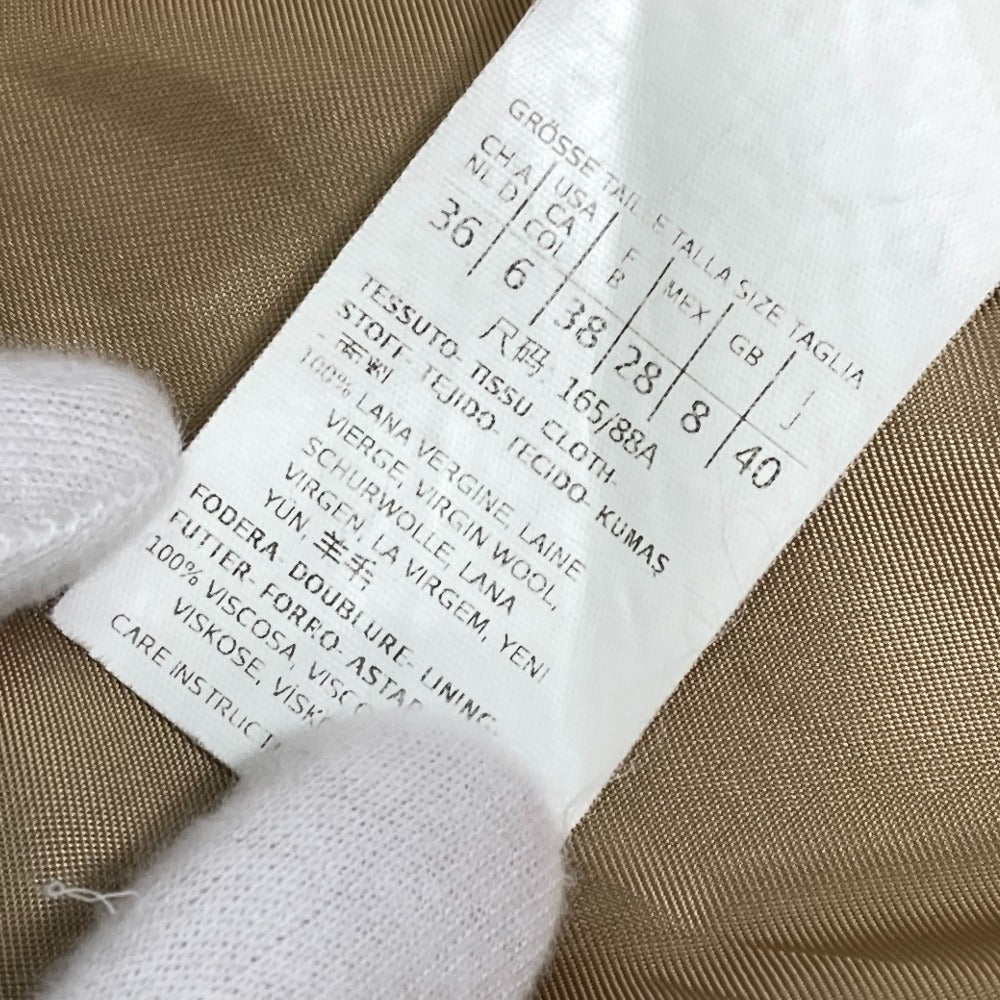 GRÖSSE TAILLE TALLA SIZE TAGLIA
CH A USA F MEX GB J
NL D CA B
COL
36 6 38 28 8 40
尺码 165/88A
TESSUTO- TISSU CLOTH
STOFF- TEJIDO- TECIDO- KUMAŞ
- 面料
100% LANA VERGINE, LAINE
VIERGE, VIRGIN WOOL,
SCHURWOLLE, LANA
VIRGEN, LA VIRGEM, YENI
YUN, 羊毛
FODERA- DOUBLURE- LINING
FUTTER- FORRO- ASTAR
100% VISCOSA, VISC
VISKOSE, VİSK
CARE INSTRUCT